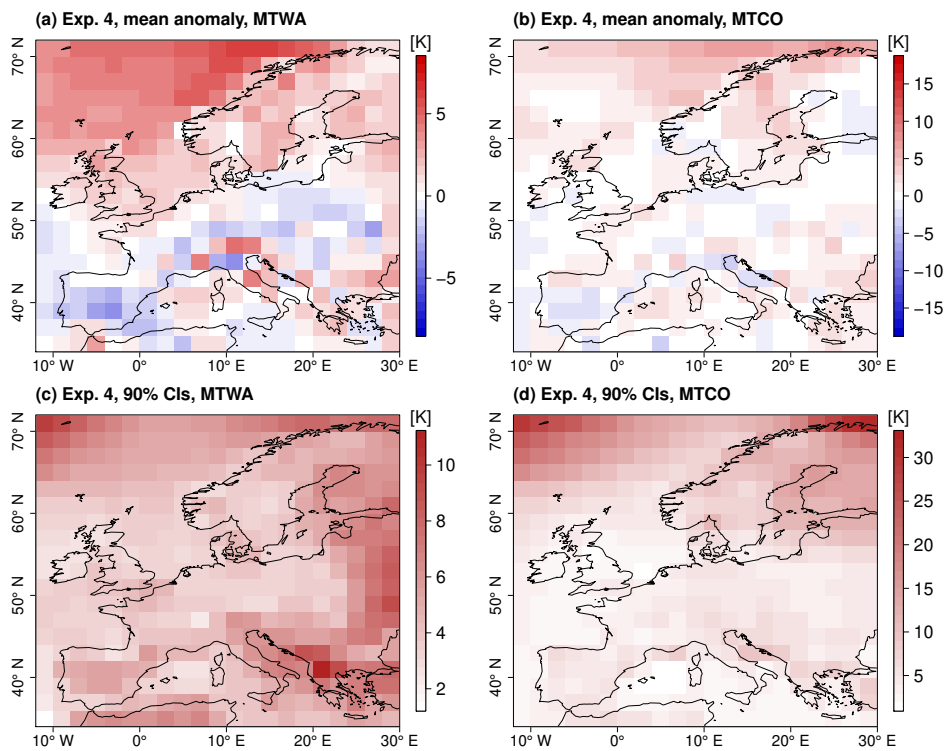 (a) Exp. 4, mean anomaly, MTWA
[K]
70° N
60° N
50° N
40° N
5
0
−5
10° W 0° 10° E 20° E 30° E
(b) Exp. 4, mean anomaly, MTCO
[K]
70° N
60° N
50° N
40° N
15
10
5
0
−5
−10
−15
10° W 0° 10° E 20° E 30° E
(c) Exp. 4, 90% CIs, MTWA
[K]
70° N
60° N
50° N
40° N
10
8
6
4
2
10° W 0° 10° E 20° E 30° E
(d) Exp. 4, 90% CIs, MTCO
[K]
70° N
60° N
50° N
40° N
30
25
20
15
10
5
10° W 0° 10° E 20° E 30° E